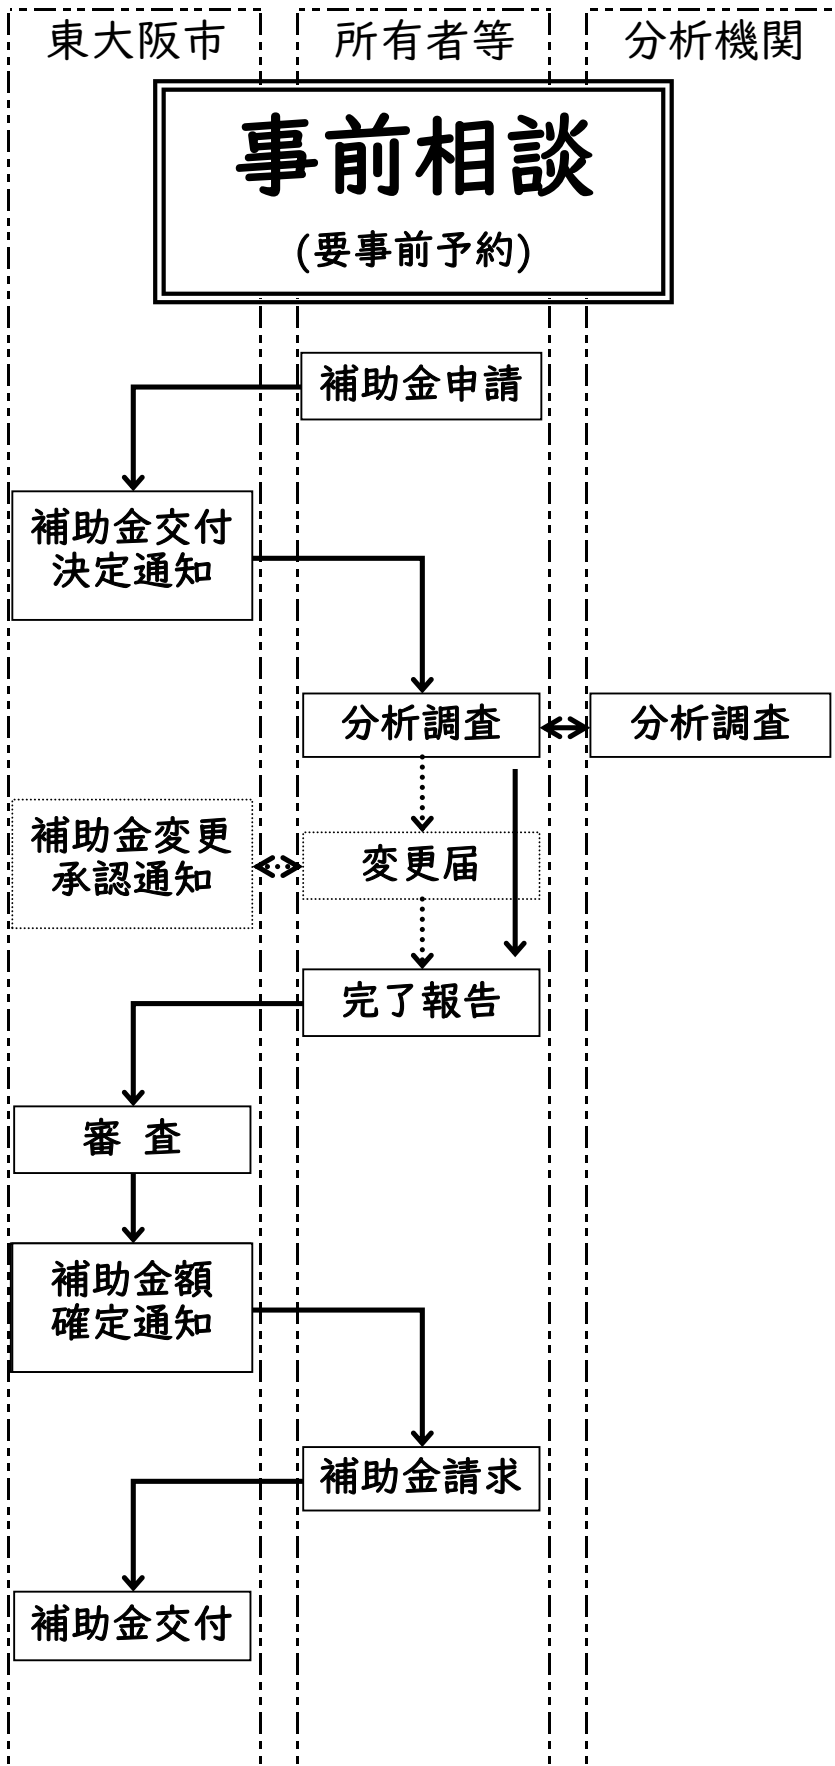 東大阪市
所有者等
分析機関
事前相談
(要事前予約)
補助金申請
補助金交付
決定通知
分析調査
分析調査
補助金変更
承認通知
変更届
完了報告
審 査
補助金額
確定通知
補助金請求
補助金交付